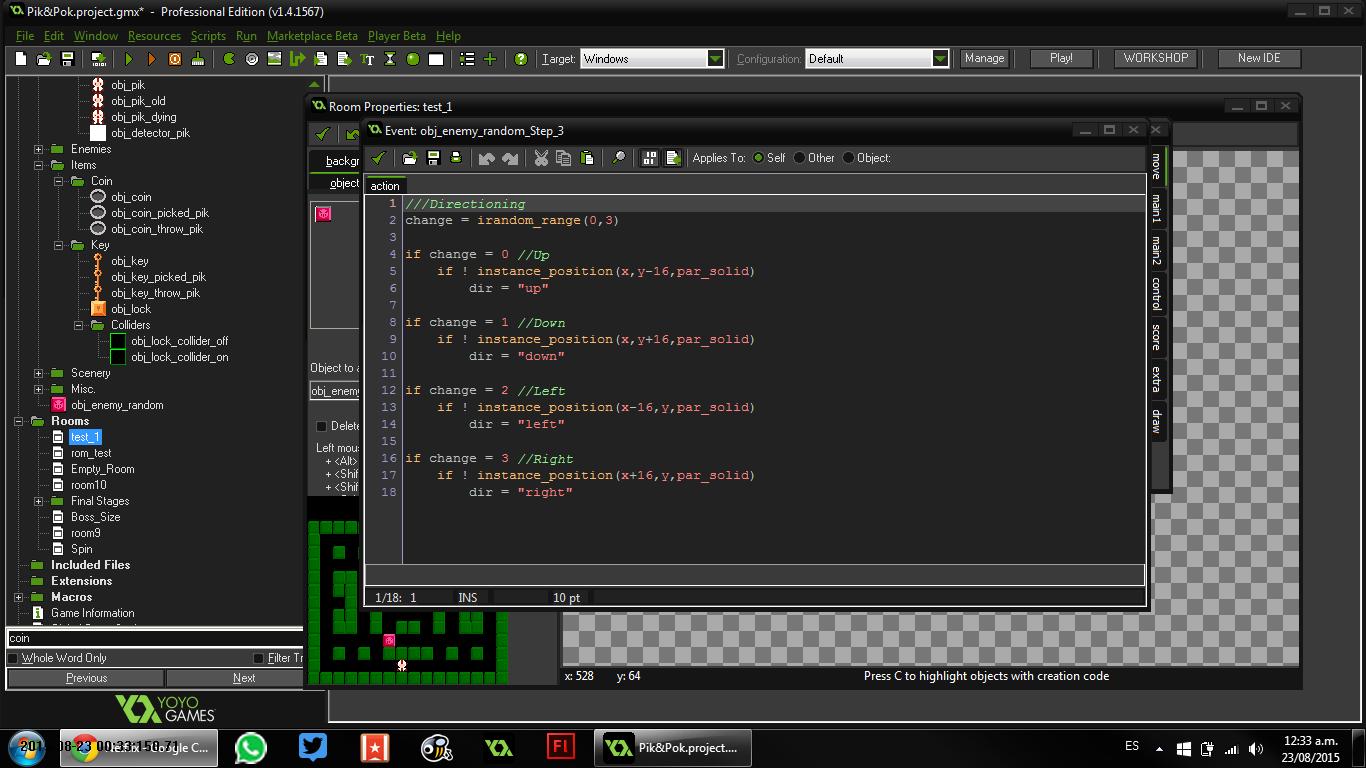 Pik&Pok.project.gmx* - Professional Edition (v1.4.1567)
File Edit Window Resources Scripts Run Marketplace Beta Player Beta Help
Target: Windows Configuration: Default Manage Play! WORKSHOP New IDE
obj_pik
obj_pik_old
obj_pik_dying
obj_detector_pik
Enemies
Items
Coin
obj_coin
obj_coin_picked_pik
obj_coin_throw_pik
Key
obj_key
obj_key_picked_pik
obj_key_throw_pik
obj_lock
Colliders
obj_lock_collider_off
obj_lock_collider_on
Scenery
Misc.
obj_enemy_random
Rooms
test_1
rom_test
Empty_Room
room10
Final Stages
Boss_Size
room9
Spin
Included Files
Extensions
Macros
Game Information
coin
Whole Word Only Filter Tr
Previous Next
YOYO
GAMES
Room Properties: test_1
backgr
object
Object to a
obj_enemy
Delete
Left mou
+ <Alt>
+ <Shif
+ <Shif
Event: obj_enemy_random_Step_3
Applies To: Self Other Object:
action
1 ///Directioning
2 change = irandom_range(0,3)
3
4 if change = 0 //Up
5 if ! instance_position(x,y-16,par_solid)
6 dir = "up"
7
8 if change = 1 //Down
9 if ! instance_position(x,y+16,par_solid)
10 dir = "down"
11
12 if change = 2 //Left
13 if ! instance_position(x-16,y,par_solid)
14 dir = "left"
15
16 if change = 3 //Right
17 if ! instance_position(x+16,y,par_solid)
18 dir = "right"
1/18: 1 INS 10 pt
move
main1
main2
control
score
extra
draw
x: 528 y: 64 Press C to highlight objects with creation code
Google C...
Fl
Pik&Pok.project....
ES
12:33 a.m.
23/08/2015